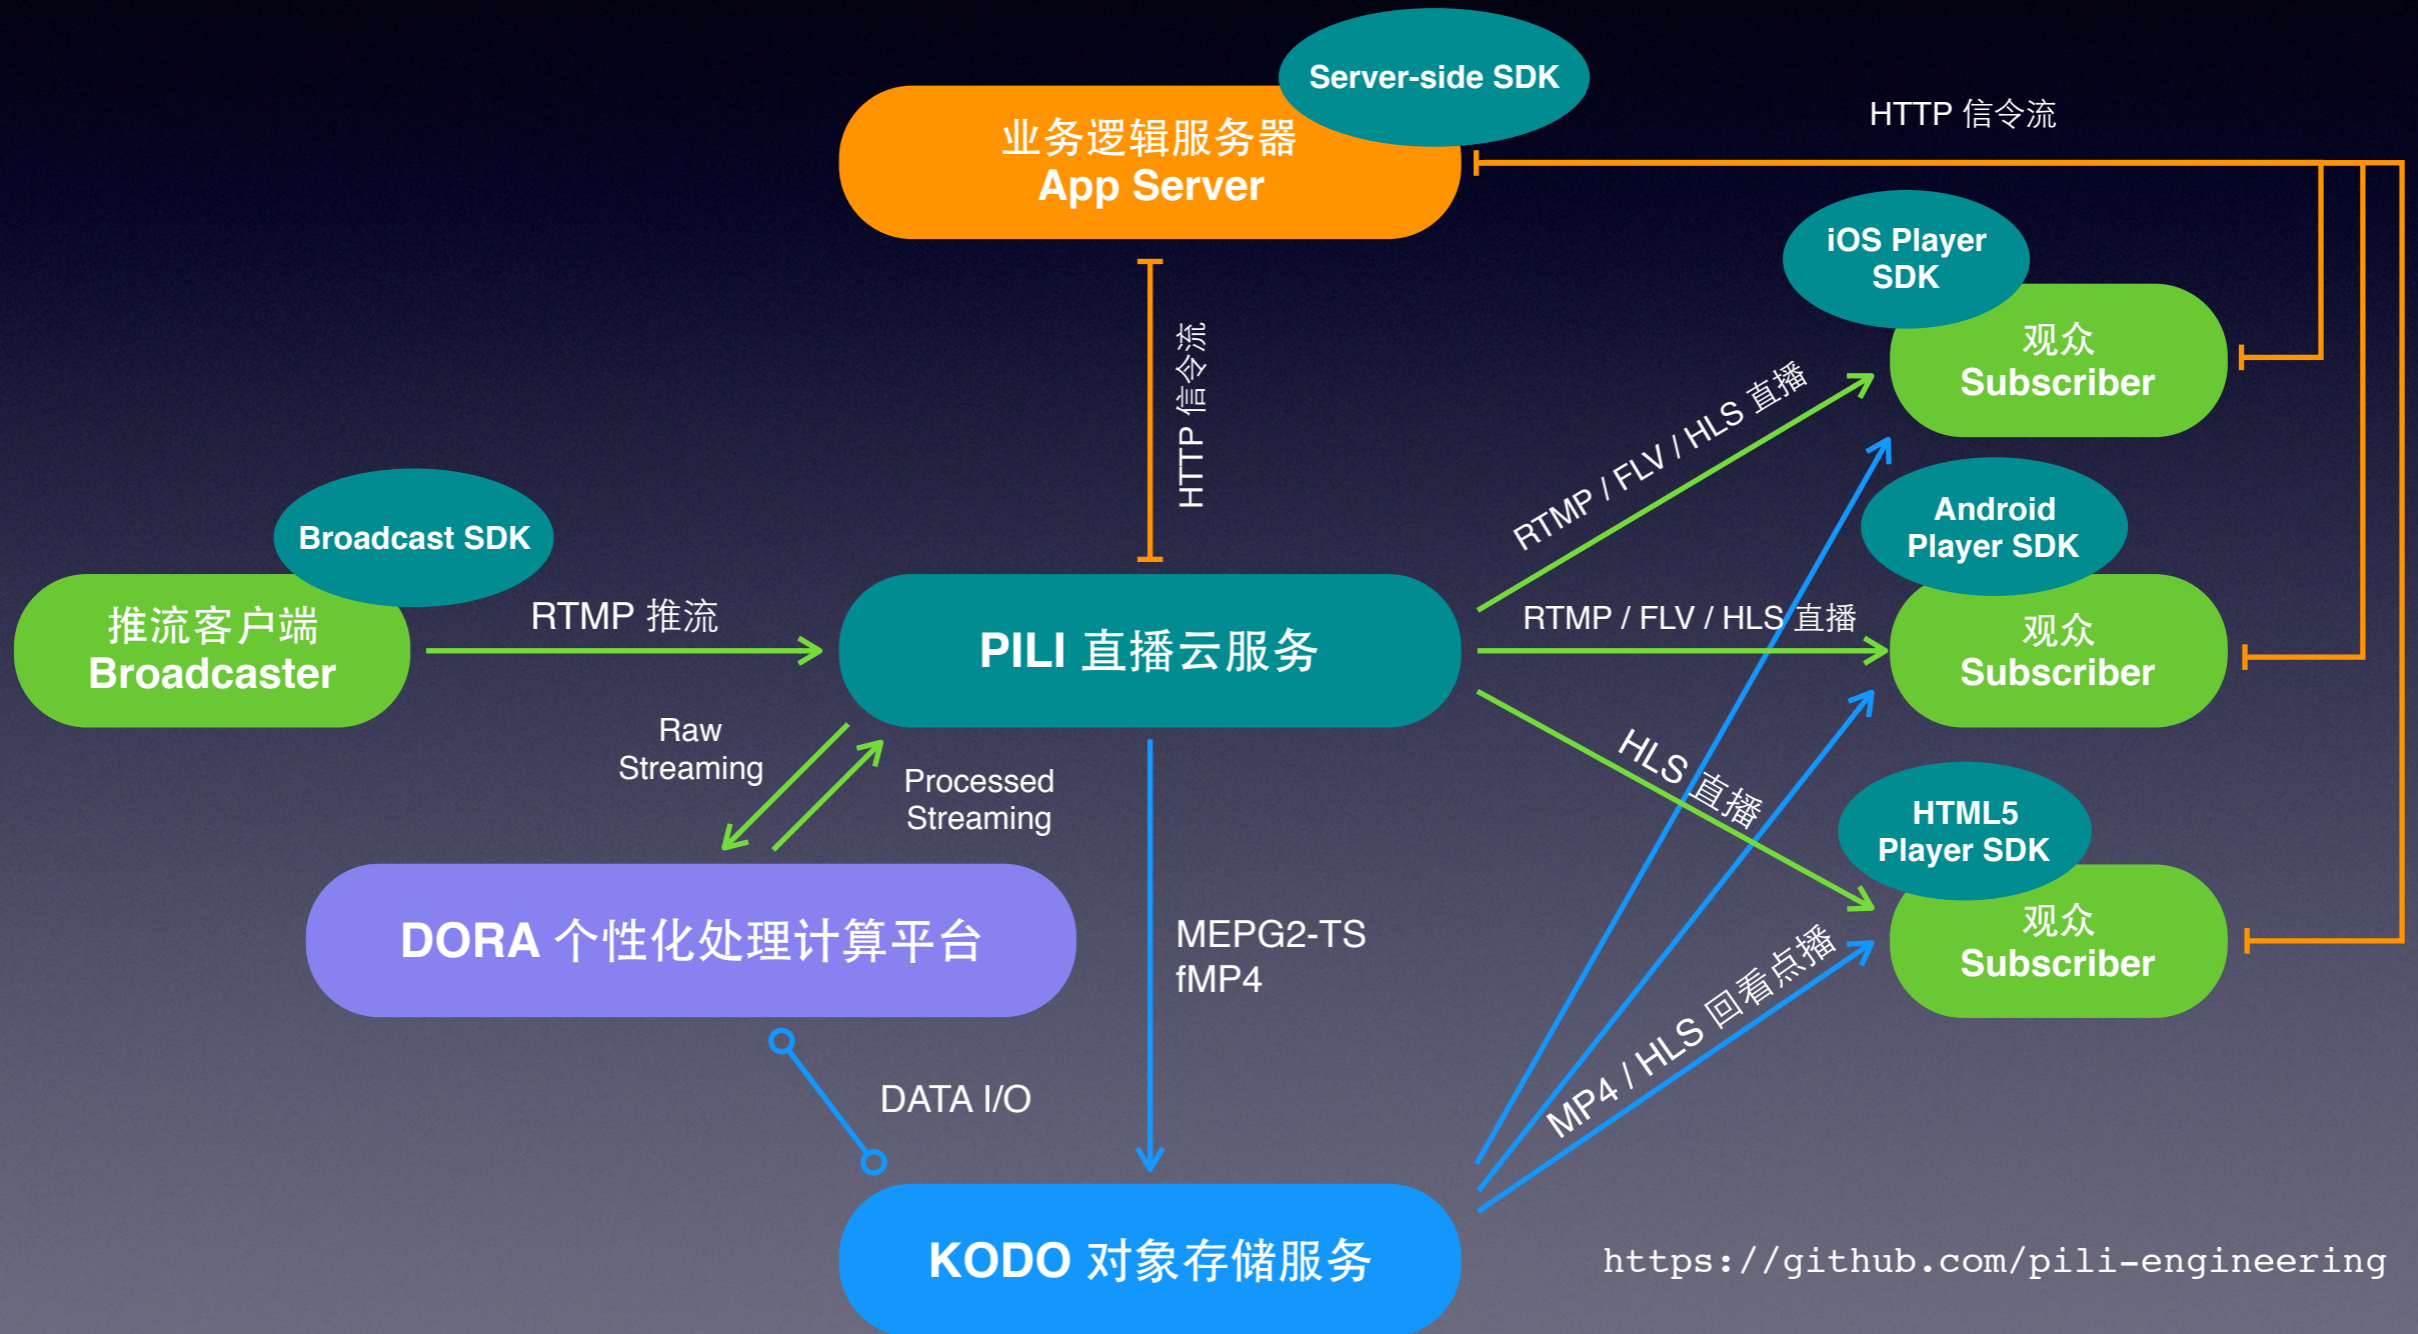 Server-side SDK
业务逻辑服务器
App Server
HTTP 信令流
iOS Player
SDK
观众
Subscriber
HTTP 信令流
RTMP / FLV / HLS 直播
Broadcast SDK
推流客户端
Broadcaster
RTMP 推流
PILI 直播云服务
RTMP / FLV / HLS 直播
Android
Player SDK
观众
Subscriber
Raw
Streaming
Processed
Streaming
HLS 直播
HTML5
Player SDK
观众
Subscriber
DORA 个性化处理计算平台
MEPG2-TS
fMP4
MP4 / HLS 回看点播
DATA I/O
KODO 对象存储服务
https://github.com/pili-engineering